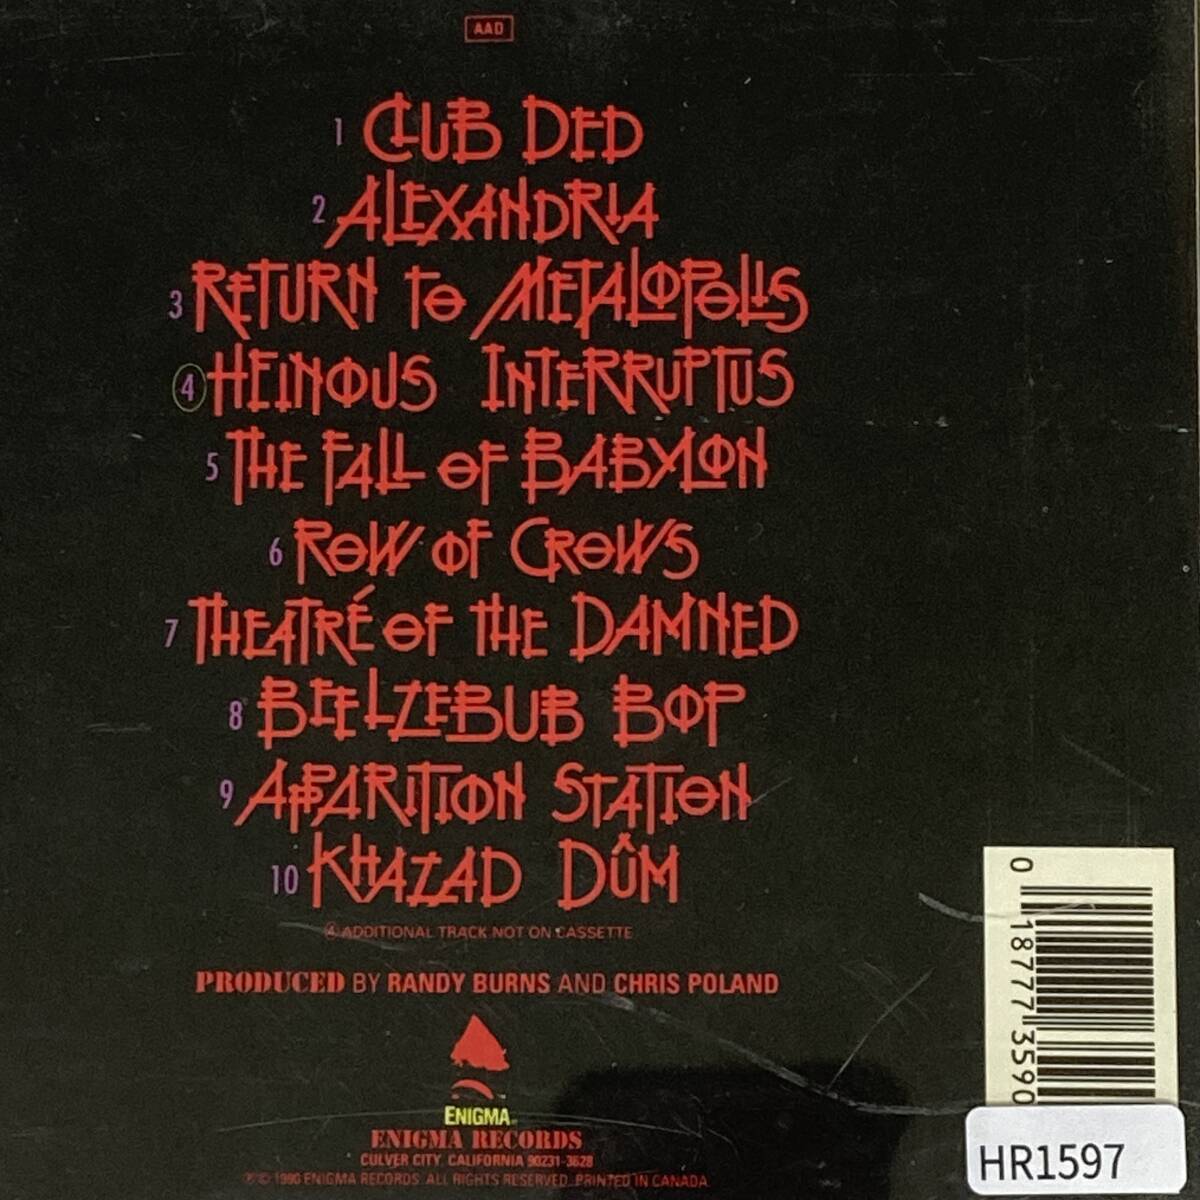 AAD
1 CLUB DED
2 ALEXANDRIA
3 RETURN TO METALOPOLIS
4 HEINOUS INTERRUPTUS
5 THE FALL OF BABYLON
6 ROW OF CROWS
7 THEATRÉ OF THE DAMNED
8 BEELZEBUB BOP
9 APPARITION STATION
10 KHAZAD DÛM
④ ADDITIONAL TRACK NOT ON CASSETTE
PRODUCED BY RANDY BURNS AND CHRIS POLAND
ENIGMA
ENIGMA RECORDS
CULVER CITY, CALIFORNIA 90231-3628
℗© 1990 ENIGMA RECORDS. ALL RIGHTS RESERVED. PRINTED IN CANADA.
0 18777 3590
HR1597